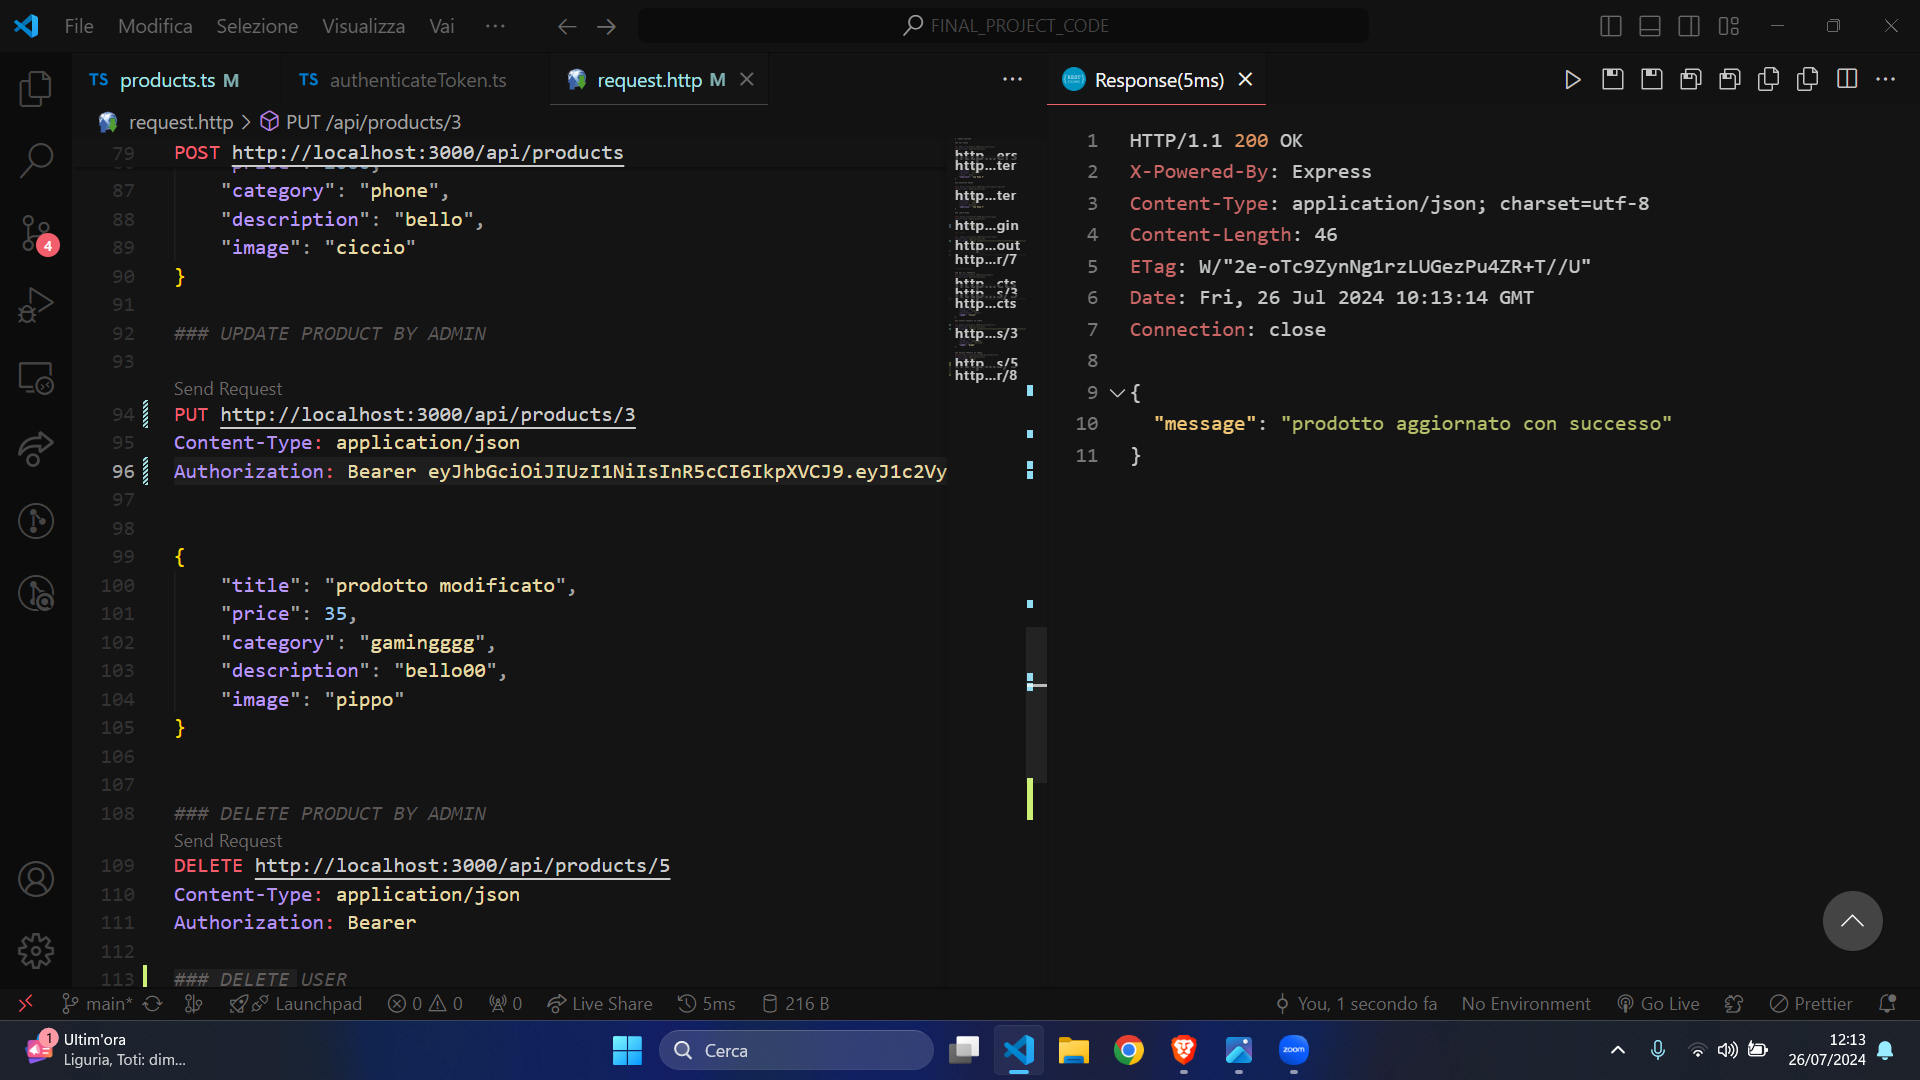 File Modifica Selezione Visualizza Vai ··· FINAL_PROJECT_CODE
TS products.ts M TS authenticateToken.ts request.http M
request.http > PUT /api/products/3
79 POST http://localhost:3000/api/products
87 "category": "phone",
88 "description": "bello",
89 "image": "ciccio"
90 }
91
92 ### UPDATE PRODUCT BY ADMIN
93
Send Request
94 PUT http://localhost:3000/api/products/3
95 Content-Type: application/json
96 Authorization: Bearer eyJhbGciOiJIUzI1NiIsInR5cCI6IkpXVCJ9.eyJ1c2Vy
97
98
99 {
100 "title": "prodotto modificato",
101 "price": 35,
102 "category": "gamingggg",
103 "description": "bello00",
104 "image": "pippo"
105 }
106
107
108 ### DELETE PRODUCT BY ADMIN
Send Request
109 DELETE http://localhost:3000/api/products/5
110 Content-Type: application/json
111 Authorization: Bearer
112
113 ### DELETE USER
http...ers
http...ter
http...ter
http...gin
http...out
http...r/7
http...cts
http...s/3
http...cts
http...s/3
http...s/5
http...r/8
Response(5ms)
1 HTTP/1.1 200 OK
2 X-Powered-By: Express
3 Content-Type: application/json; charset=utf-8
4 Content-Length: 46
5 ETag: W/"2e-oTc9ZynNg1rzLUGezPu4ZR+T//U"
6 Date: Fri, 26 Jul 2024 10:13:14 GMT
7 Connection: close
8
9 {
10 "message": "prodotto aggiornato con successo"
11 }
4
main* Launchpad 0 0 0 Live Share 5ms 216 B You, 1 secondo fa No Environment Go Live Prettier
1
Ultim'ora
Liguria, Toti: dim...
Cerca
zoom
12:13
26/07/2024